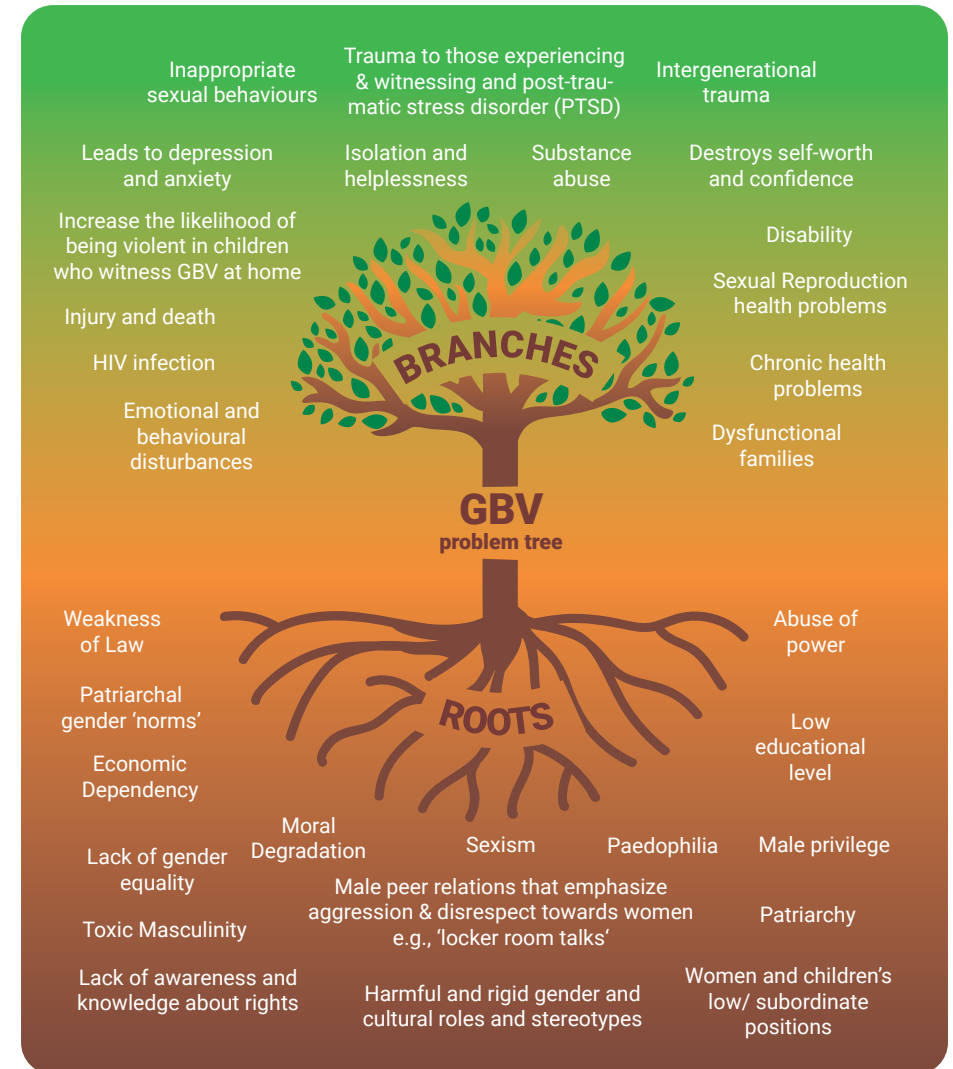 Inappropriate
sexual behaviours
Trauma to those experiencing
& witnessing and post-trau-
matic stress disorder (PTSD)
Intergenerational
trauma
Leads to depression
and anxiety
Isolation and
helplessness
Substance
abuse
Destroys self-worth
and confidence
Increase the likelihood of
being violent in children
who witness GBV at home
Disability
Sexual Reproduction
health problems
Injury and death
HIV infection
Chronic health
problems
Emotional and
behavioural
disturbances
Dysfunctional
families
BRANCHES
GBV
problem tree
Weakness
of Law
Abuse of
power
Patriarchal
gender ‘norms’
ROOTS
Low
educational
level
Economic
Dependency
Moral
Degradation
Sexism
Paedophilia
Male privilege
Lack of gender
equality
Male peer relations that emphasize
aggression & disrespect towards women
e.g., ‘locker room talks‘
Patriarchy
Toxic Masculinity
Lack of awareness and
knowledge about rights
Harmful and rigid gender and
cultural roles and stereotypes
Women and children’s
low/ subordinate
positions